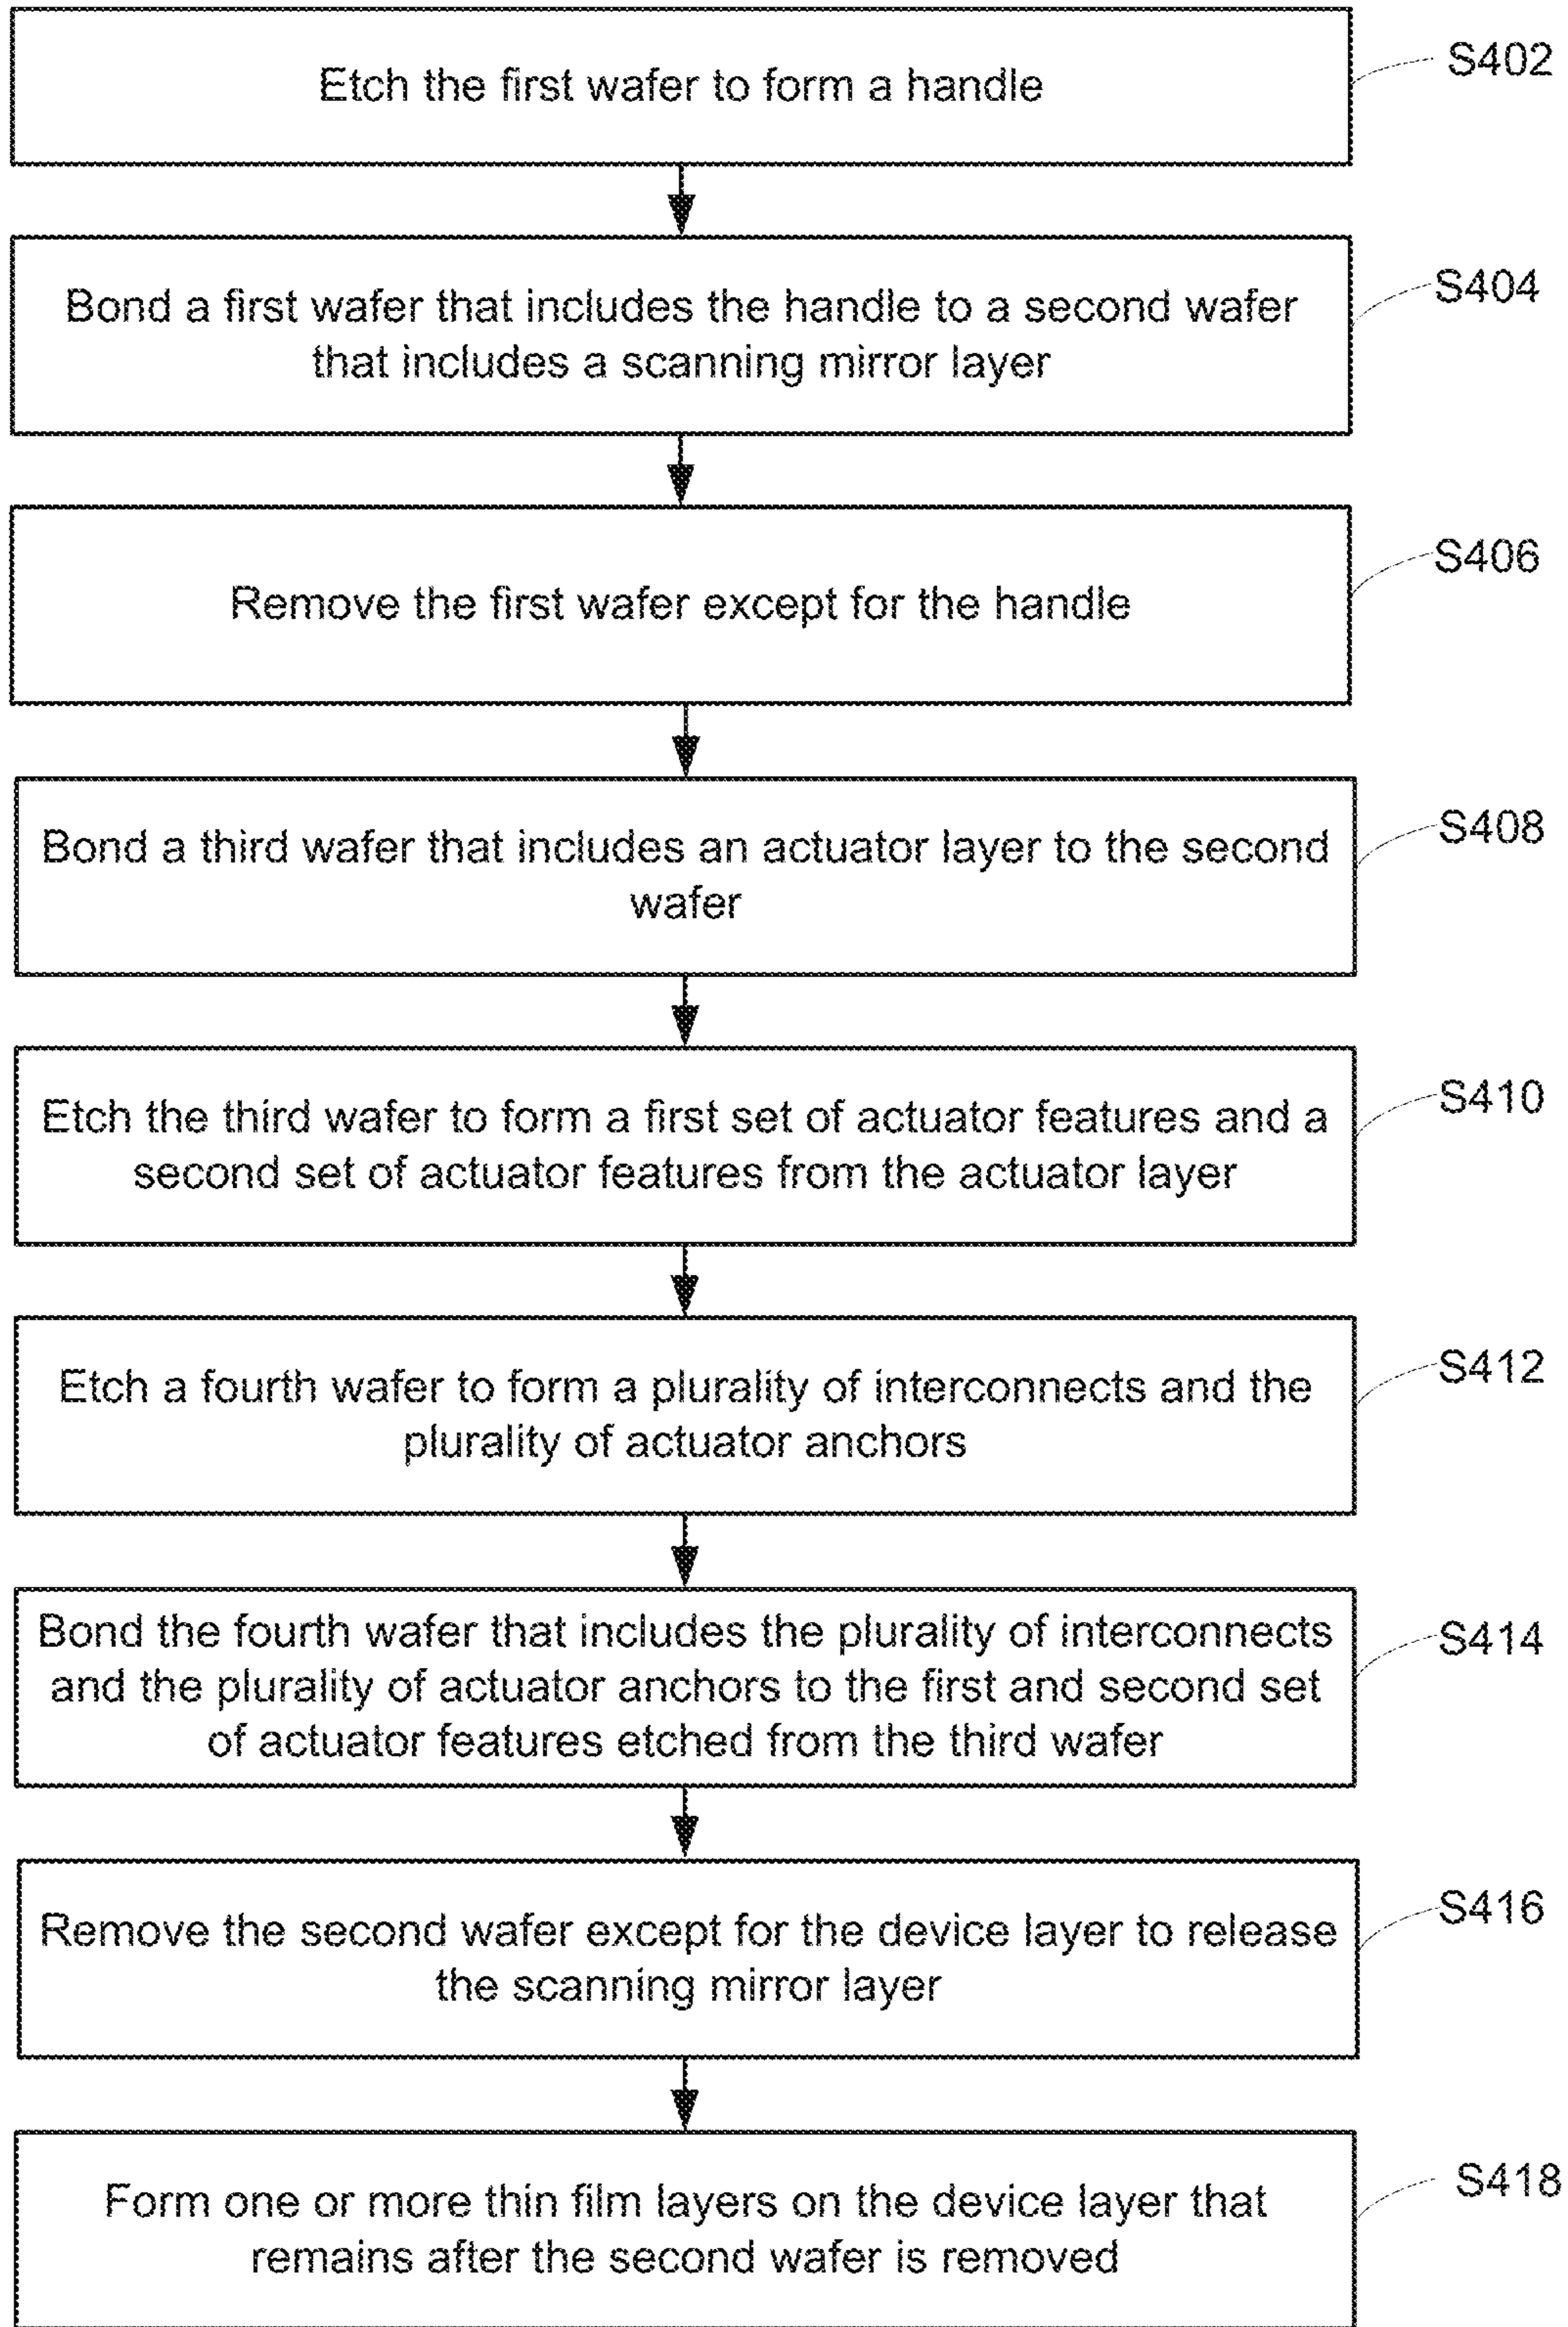 Etch the first wafer to form a handle
S402
Bond a first wafer that includes the handle to a second wafer
that includes a scanning mirror layer
S404
Remove the first wafer except for the handle
S406
Bond a third wafer that includes an actuator layer to the second
wafer
S408
Etch the third wafer to form a first set of actuator features and a
second set of actuator features from the actuator layer
S410
Etch a fourth wafer to form a plurality of interconnects and the
plurality of actuator anchors
S412
Bond the fourth wafer that includes the plurality of interconnects
and the plurality of actuator anchors to the first and second set
of actuator features etched from the third wafer
S414
Remove the second wafer except for the device layer to release
the scanning mirror layer
S416
Form one or more thin film layers on the device layer that
remains after the second wafer is removed
S418